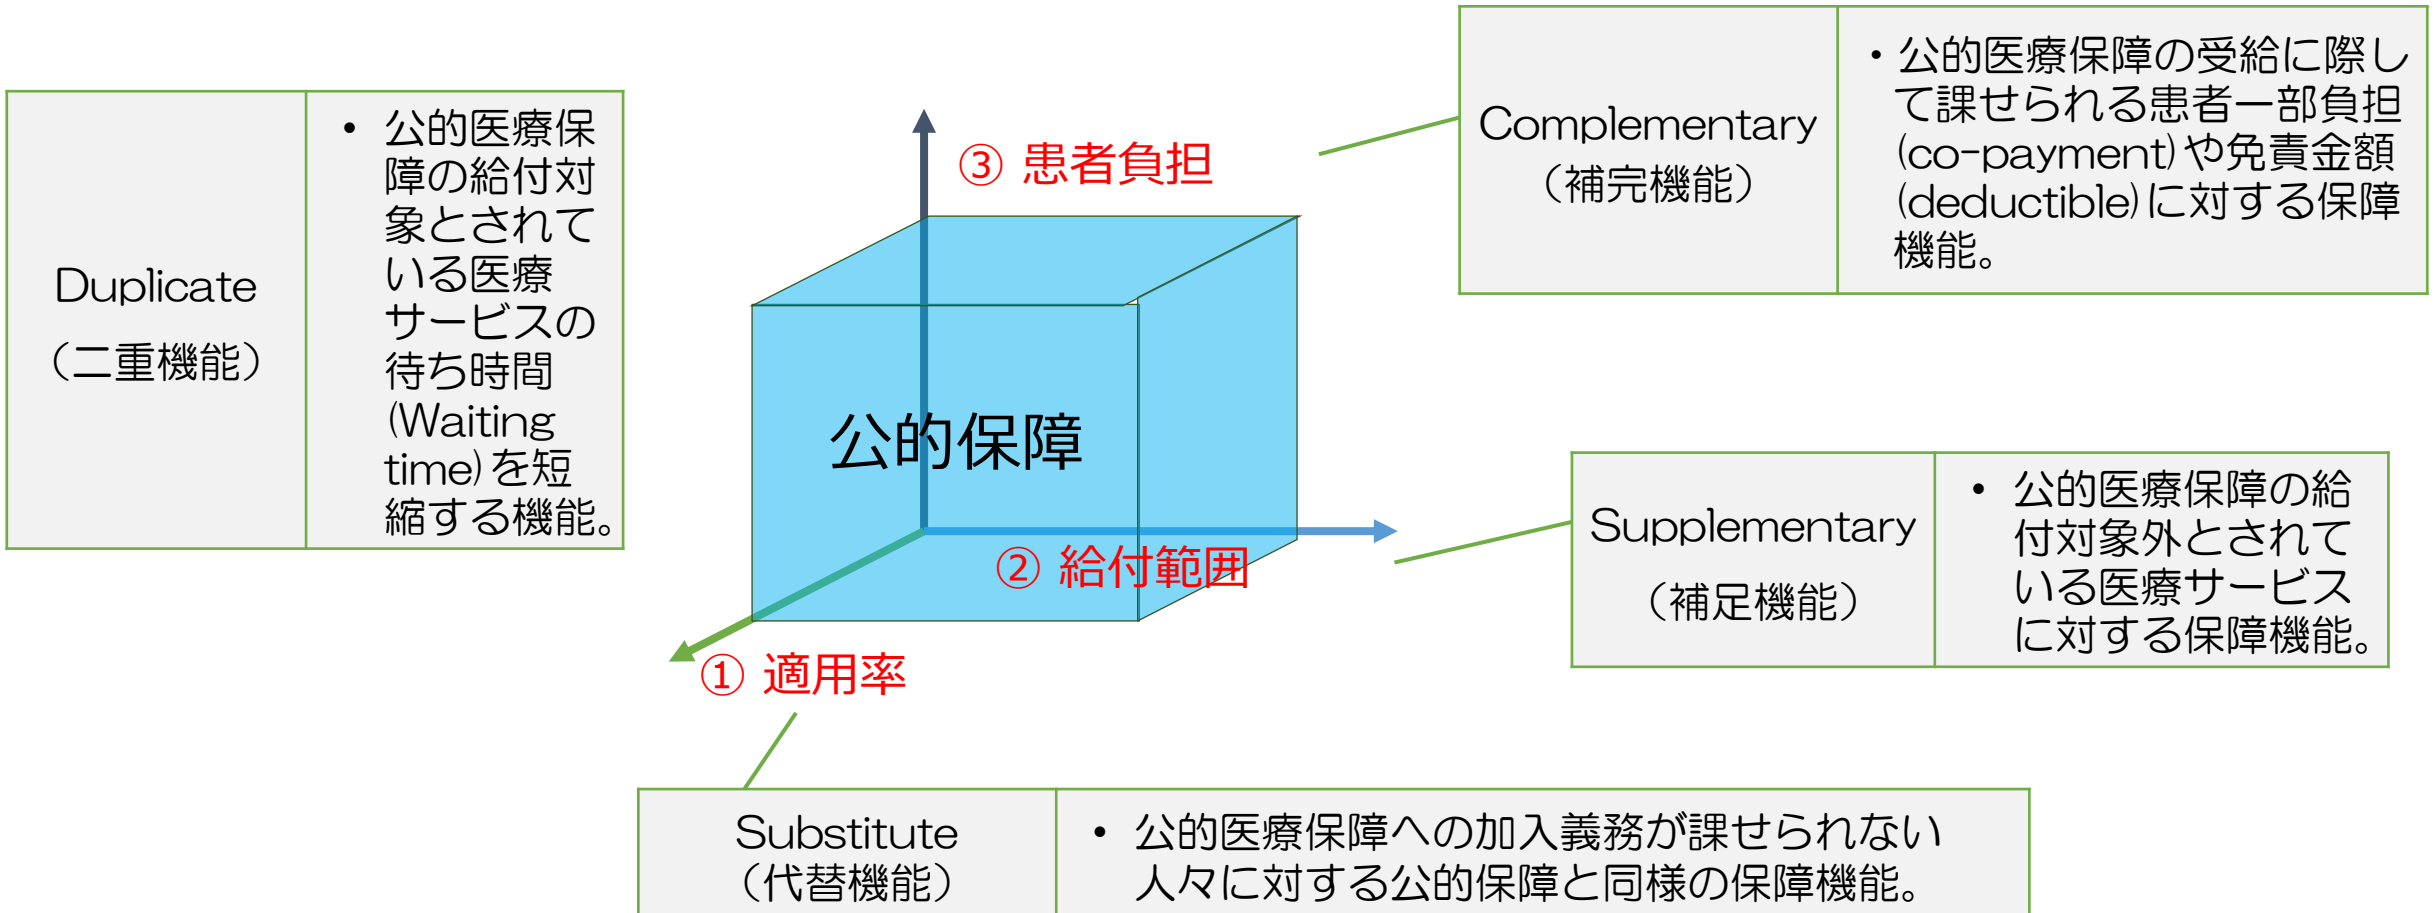 Duplicate
（二重機能）
• 公的医療保
障の給付対
象とされて
いる医療
サービスの
待ち時間
(Waiting
time)を短
縮する機能。
③ 患者負担
公的保障
② 給付範囲
① 適用率
Complementary
（補完機能）
・公的医療保障の受給に際し
て課せられる患者一部負担
(co-payment)や免責金額
(deductible)に対する保障
機能。
Supplementary
（補足機能）
• 公的医療保障の給
付対象外とされて
いる医療サービス
に対する保障機能。
Substitute
（代替機能）
• 公的医療保障への加入義務が課せられない
人々に対する公的保障と同様の保障機能。